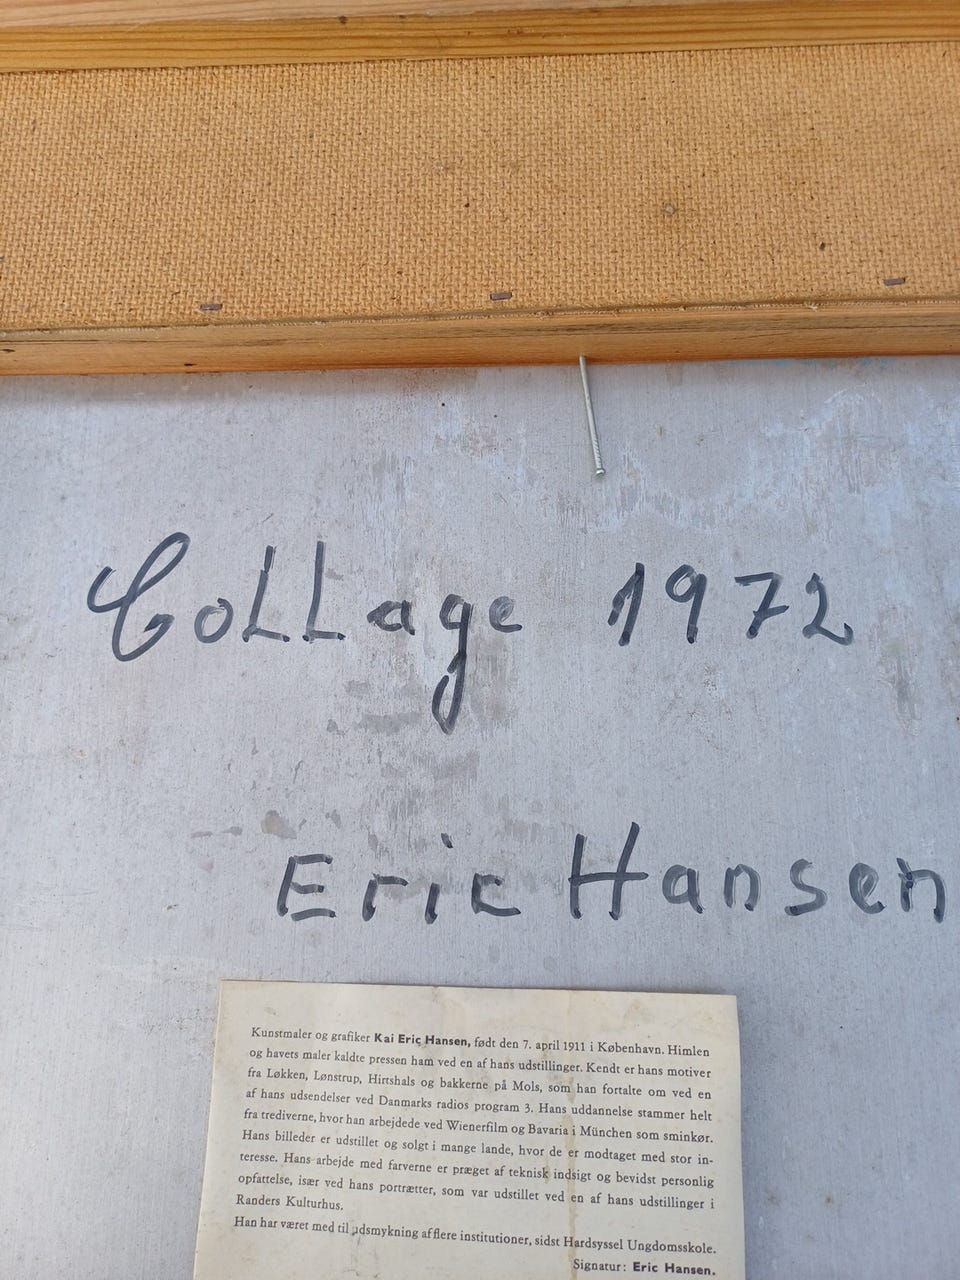 Collage 1972
Eric Hansen
Kunstmaler og grafiker Kai Eric Hansen, født den 7. april 1911 i København. Himlen
og havets maler kaldte pressen ham ved en af hans udstillinger. Kendt er hans motiver
fra Løkken, Lønstrup, Hirtshals og bakkerne på Mols, som han fortalte om ved en
af hans udsendelser ved Danmarks radios program 3. Hans uddannelse stammer helt
fra trediverne, hvor han arbejdede ved Wienerfilm og Bavaria i München som sminkør.
Hans billeder er udstillet og solgt i mange lande, hvor de er modtaget med stor in-
teresse. Hans arbejde med farverne er præget af teknisk indsigt og bevidst personlig
opfattelse, især ved hans portrætter, som var udstillet ved en af hans udstillinger i
Randers Kulturhus.
Han har været med til udsmykning af flere institutioner, sidst Hardsyssel Ungdomsskole.
Signatur: Eric Hansen.